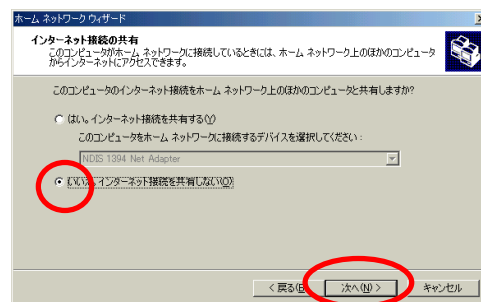 ホーム ネットワーク ウィザード
インターネット接続の共有
このコンピュータがホーム ネットワークに接続しているときには、ホーム ネットワーク上のほかのコンピュータ
からインターネットにアクセスできます。
このコンピュータのインターネット接続をホーム ネットワーク上のほかのコンピュータと共有しますか?
はい。インターネット接続を共有する(Y)
このコンピュータをホーム ネットワークに接続するデバイスを選択してください:
NDIS 1394 Net Adapter
いいえ。インターネット接続を共有しない(O)
< 戻る(B) 次へ(N) > キャンセル